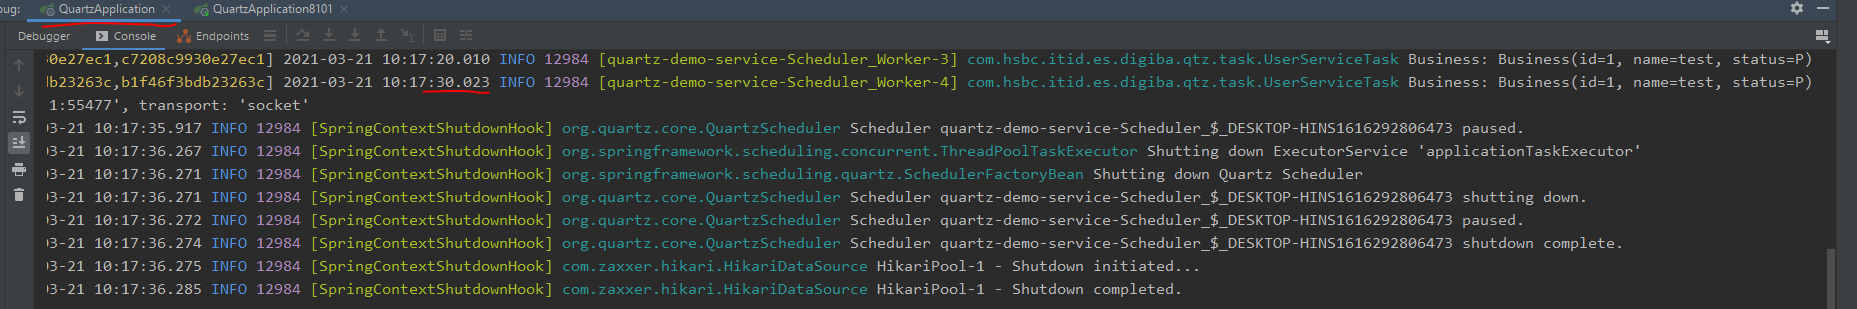 bug: QuartzApplication × QuartzApplication8101 ×
Debugger Console Endpoints
30e27ec1,c7208c9930e27ec1] 2021-03-21 10:17:20.010 INFO 12984 [quartz-demo-service-Scheduler_Worker-3] com.hsbc.itid.es.digiba.qtz.task.UserServiceTask Business: Business(id=1, name=test, status=P)
db23263c,b1f46f3bdb23263c] 2021-03-21 10:17:30.023 INFO 12984 [quartz-demo-service-Scheduler_Worker-4] com.hsbc.itid.es.digiba.qtz.task.UserServiceTask Business: Business(id=1, name=test, status=P)
1:55477', transport: 'socket'
03-21 10:17:35.917 INFO 12984 [SpringContextShutdownHook] org.quartz.core.QuartzScheduler Scheduler quartz-demo-service-Scheduler_$_DESKTOP-HINS1616292806473 paused.
03-21 10:17:36.267 INFO 12984 [SpringContextShutdownHook] org.springframework.scheduling.concurrent.ThreadPoolTaskExecutor Shutting down ExecutorService 'applicationTaskExecutor'
03-21 10:17:36.271 INFO 12984 [SpringContextShutdownHook] org.springframework.scheduling.quartz.SchedulerFactoryBean Shutting down Quartz Scheduler
03-21 10:17:36.271 INFO 12984 [SpringContextShutdownHook] org.quartz.core.QuartzScheduler Scheduler quartz-demo-service-Scheduler_$_DESKTOP-HINS1616292806473 shutting down.
03-21 10:17:36.272 INFO 12984 [SpringContextShutdownHook] org.quartz.core.QuartzScheduler Scheduler quartz-demo-service-Scheduler_$_DESKTOP-HINS1616292806473 paused.
03-21 10:17:36.274 INFO 12984 [SpringContextShutdownHook] org.quartz.core.QuartzScheduler Scheduler quartz-demo-service-Scheduler_$_DESKTOP-HINS1616292806473 shutdown complete.
03-21 10:17:36.275 INFO 12984 [SpringContextShutdownHook] com.zaxxer.hikari.HikariDataSource HikariPool-1 - Shutdown initiated...
03-21 10:17:36.285 INFO 12984 [SpringContextShutdownHook] com.zaxxer.hikari.HikariDataSource HikariPool-1 - Shutdown completed.